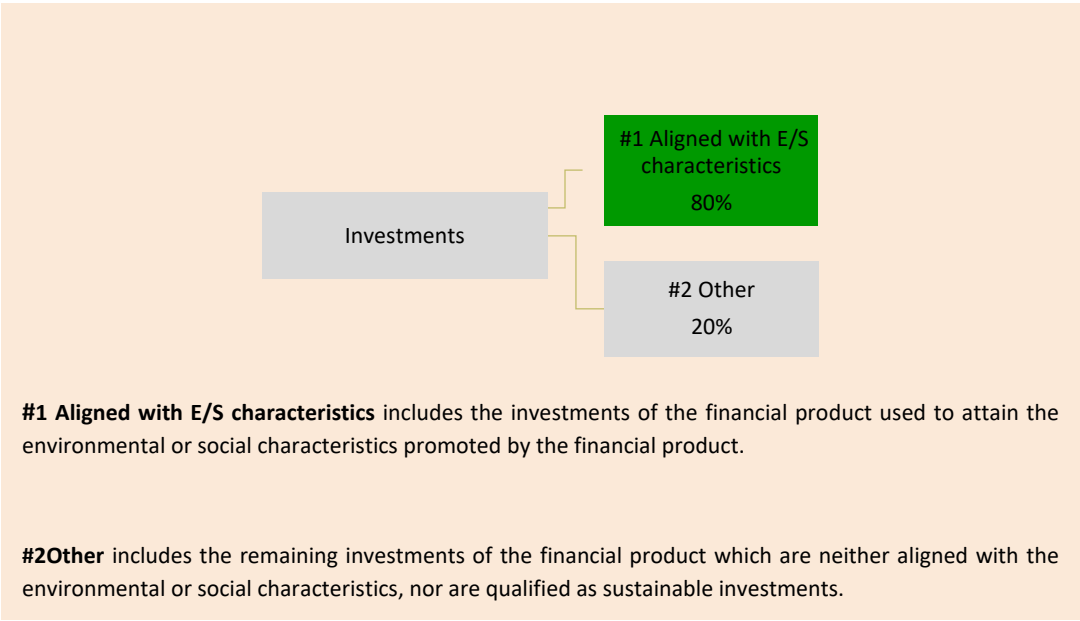 #1 Aligned with E/S
characteristics
80%
Investments
#2 Other
20%
#1 Aligned with E/S characteristics includes the investments of the financial product used to attain the
environmental or social characteristics promoted by the financial product.
#2Other includes the remaining investments of the financial product which are neither aligned with the
environmental or social characteristics, nor are qualified as sustainable investments.